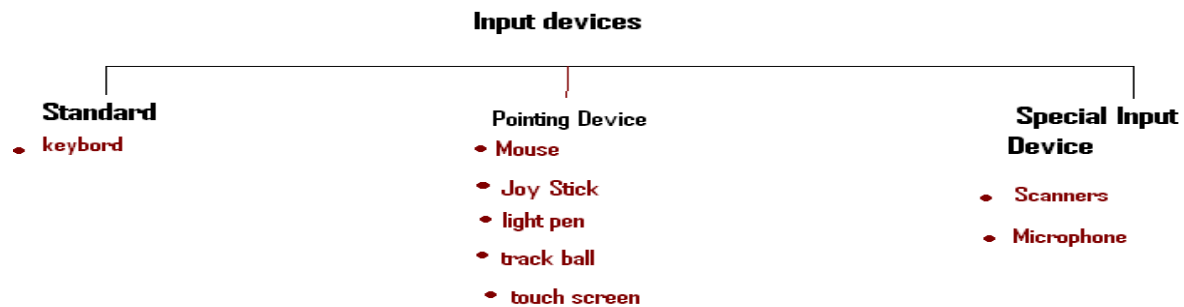 Input devices
Standard
• keybord
Pointing Device
• Mouse
• Joy Stick
• light pen
• track ball
• touch screen
Special Input
Device
• Scanners
• Microphone